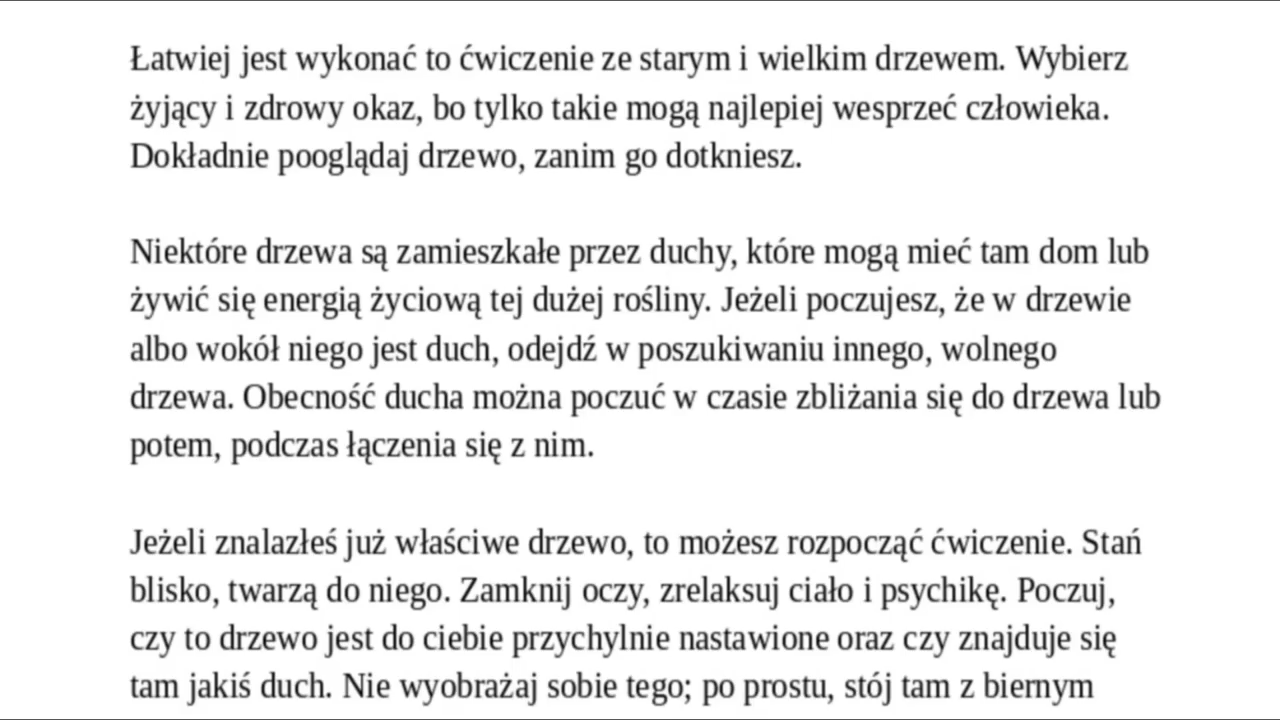 Łatwiej jest wykonać to ćwiczenie ze starym i wielkim drzewem. Wybierz
żyjący i zdrowy okaz, bo tylko takie mogą najlepiej wesprzeć człowieka.
Dokładnie pooglądaj drzewo, zanim go dotkniesz.
Niektóre drzewa są zamieszkałe przez duchy, które mogą mieć tam dom lub
żywić się energią życiową tej dużej rośliny. Jeżeli poczujesz, że w drzewie
albo wokół niego jest duch, odejdź w poszukiwaniu innego, wolnego
drzewa. Obecność ducha można poczuć w czasie zbliżania się do drzewa lub
potem, podczas łączenia się z nim.
Jeżeli znalazłeś już właściwe drzewo, to możesz rozpocząć ćwiczenie. Stań
blisko, twarzą do niego. Zamknij oczy, zrelaksuj ciało i psychikę. Poczuj,
czy to drzewo jest do ciebie przychylnie nastawione oraz czy znajduje się
tam jakiś duch. Nie wyobrażaj sobie tego; po prostu, stój tam z biernym